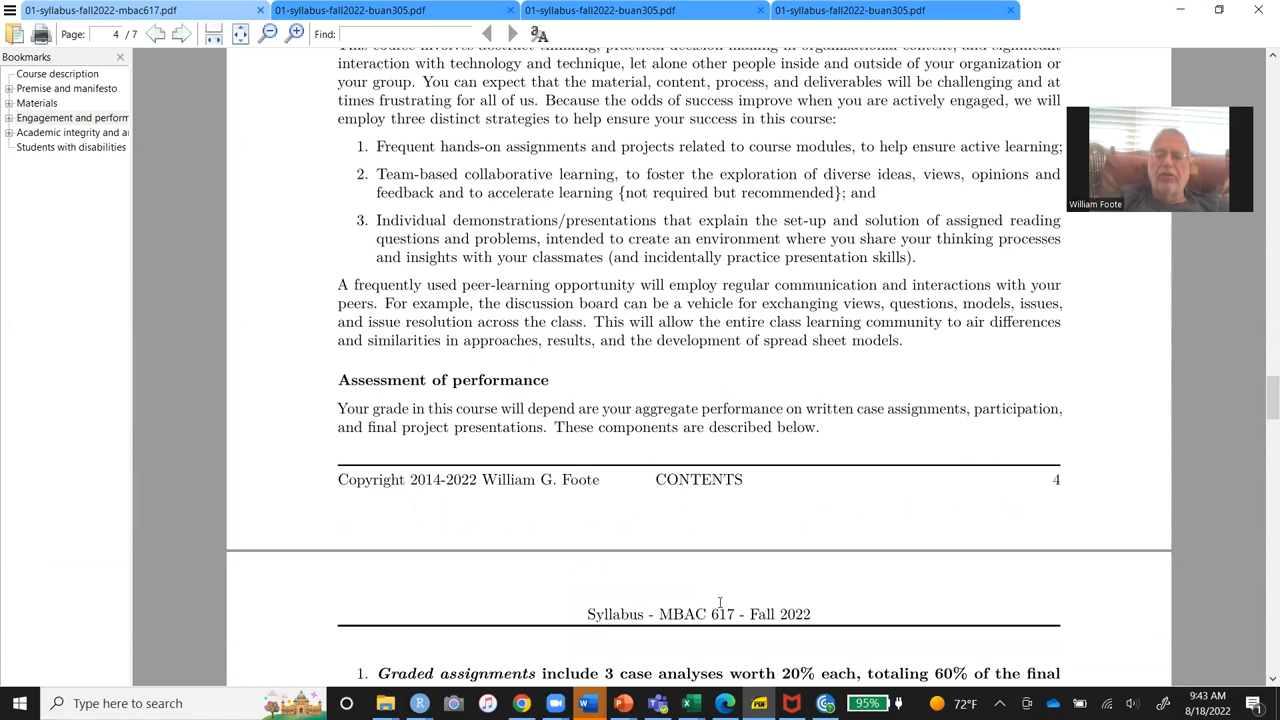 01-syllabus-fall2022-mbac617.pdf
01-syllabus-fall2022-buan305.pdf
01-syllabus-fall2022-buan305.pdf
01-syllabus-fall2022-buan305.pdf
Page: 4 / 7
Find:
Bookmarks
Course description
Premise and manifesto
Materials
Engagement and perform
Academic integrity and a
Students with disabilities
This course involves abstract thinking, practical decision making in organizational context, and significant
interaction with technology and technique, let alone other people inside and outside of your organization or
your group. You can expect that the material, content, process, and deliverables will be challenging and at
times frustrating for all of us. Because the odds of success improve when you are actively engaged, we will
employ three distinct strategies to help ensure your success in this course:
1. Frequent hands-on assignments and projects related to course modules, to help ensure active learning;
2. Team-based collaborative learning, to foster the exploration of diverse ideas, views, opinions and
feedback and to accelerate learning {not required but recommended}; and
3. Individual demonstrations/presentations that explain the set-up and solution of assigned reading
questions and problems, intended to create an environment where you share your thinking processes
and insights with your classmates (and incidentally practice presentation skills).
A frequently used peer-learning opportunity will employ regular communication and interactions with your
peers. For example, the discussion board can be a vehicle for exchanging views, questions, models, issues,
and issue resolution across the class. This will allow the entire class learning community to air differences
and similarities in approaches, results, and the development of spread sheet models.
Assessment of performance
Your grade in this course will depend are your aggregate performance on written case assignments, participation,
and final project presentations. These components are described below.
Copyright 2014-2022 William G. Foote CONTENTS 4
Syllabus - MBAC 617 - Fall 2022
1. Graded assignments include 3 case analyses worth 20% each, totaling 60% of the final
William Foote
Type here to search
95%
72°F
9:43 AM
8/18/2022